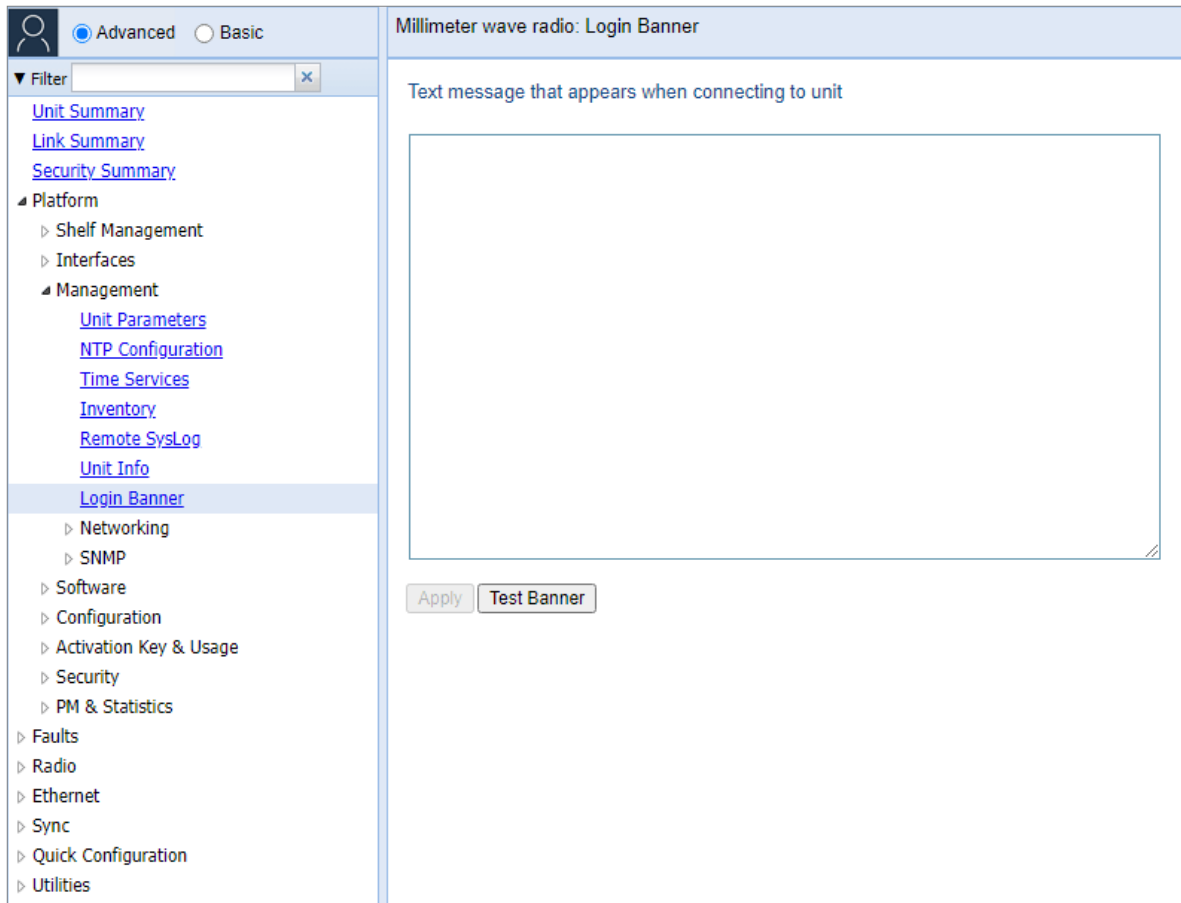 Advanced Basic
Filter
Unit Summary
Link Summary
Security Summary
Platform
Shelf Management
Interfaces
Management
Unit Parameters
NTP Configuration
Time Services
Inventory
Remote SysLog
Unit Info
Login Banner
Networking
SNMP
Software
Configuration
Activation Key & Usage
Security
PM & Statistics
Faults
Radio
Ethernet
Sync
Quick Configuration
Utilities
Millimeter wave radio: Login Banner
Text message that appears when connecting to unit
Apply Test Banner